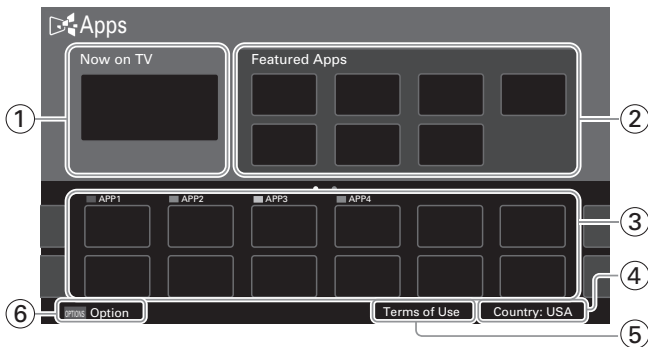 Apps
Now on TV
Featured Apps
1
2
APP1 APP2 APP3 APP4
3
4
OPTIONS Option
Terms of Use
Country: USA
6
5